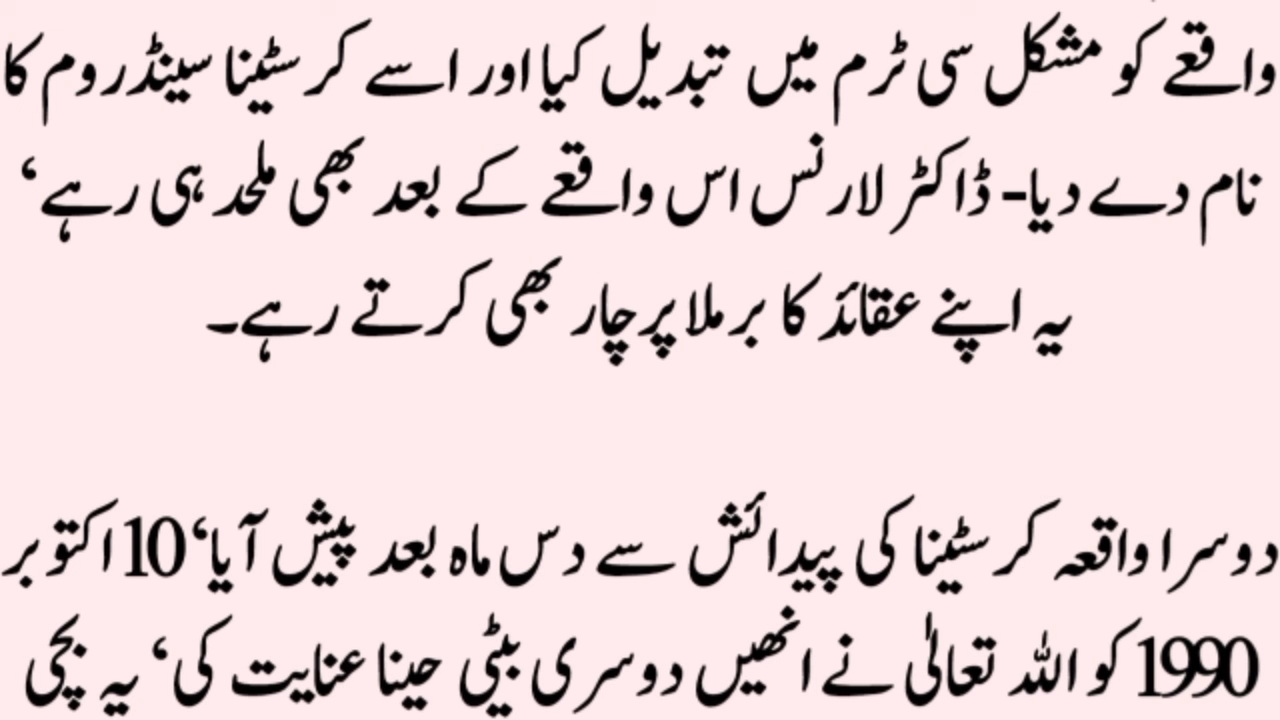 واقعے کو مشکل سی ٹرم میں تبدیل کیا اور اسے کرسٹینا سینڈروم کا
نام دے دیا- ڈاکٹر لارنس اس واقعے کے بعد بھی ملحد ہی رہے‘
یہ اپنے عقائد کا برملا پرچار بھی کرتے رہے۔
دوسرا واقعہ کرسٹینا کی پیدائش سے دس ماہ بعد پیش آیا‘ 10 اکتوبر
1990 کو اللہ تعالیٰ نے انھیں دوسری بیٹی حینا عنایت کی‘ یہ بچی